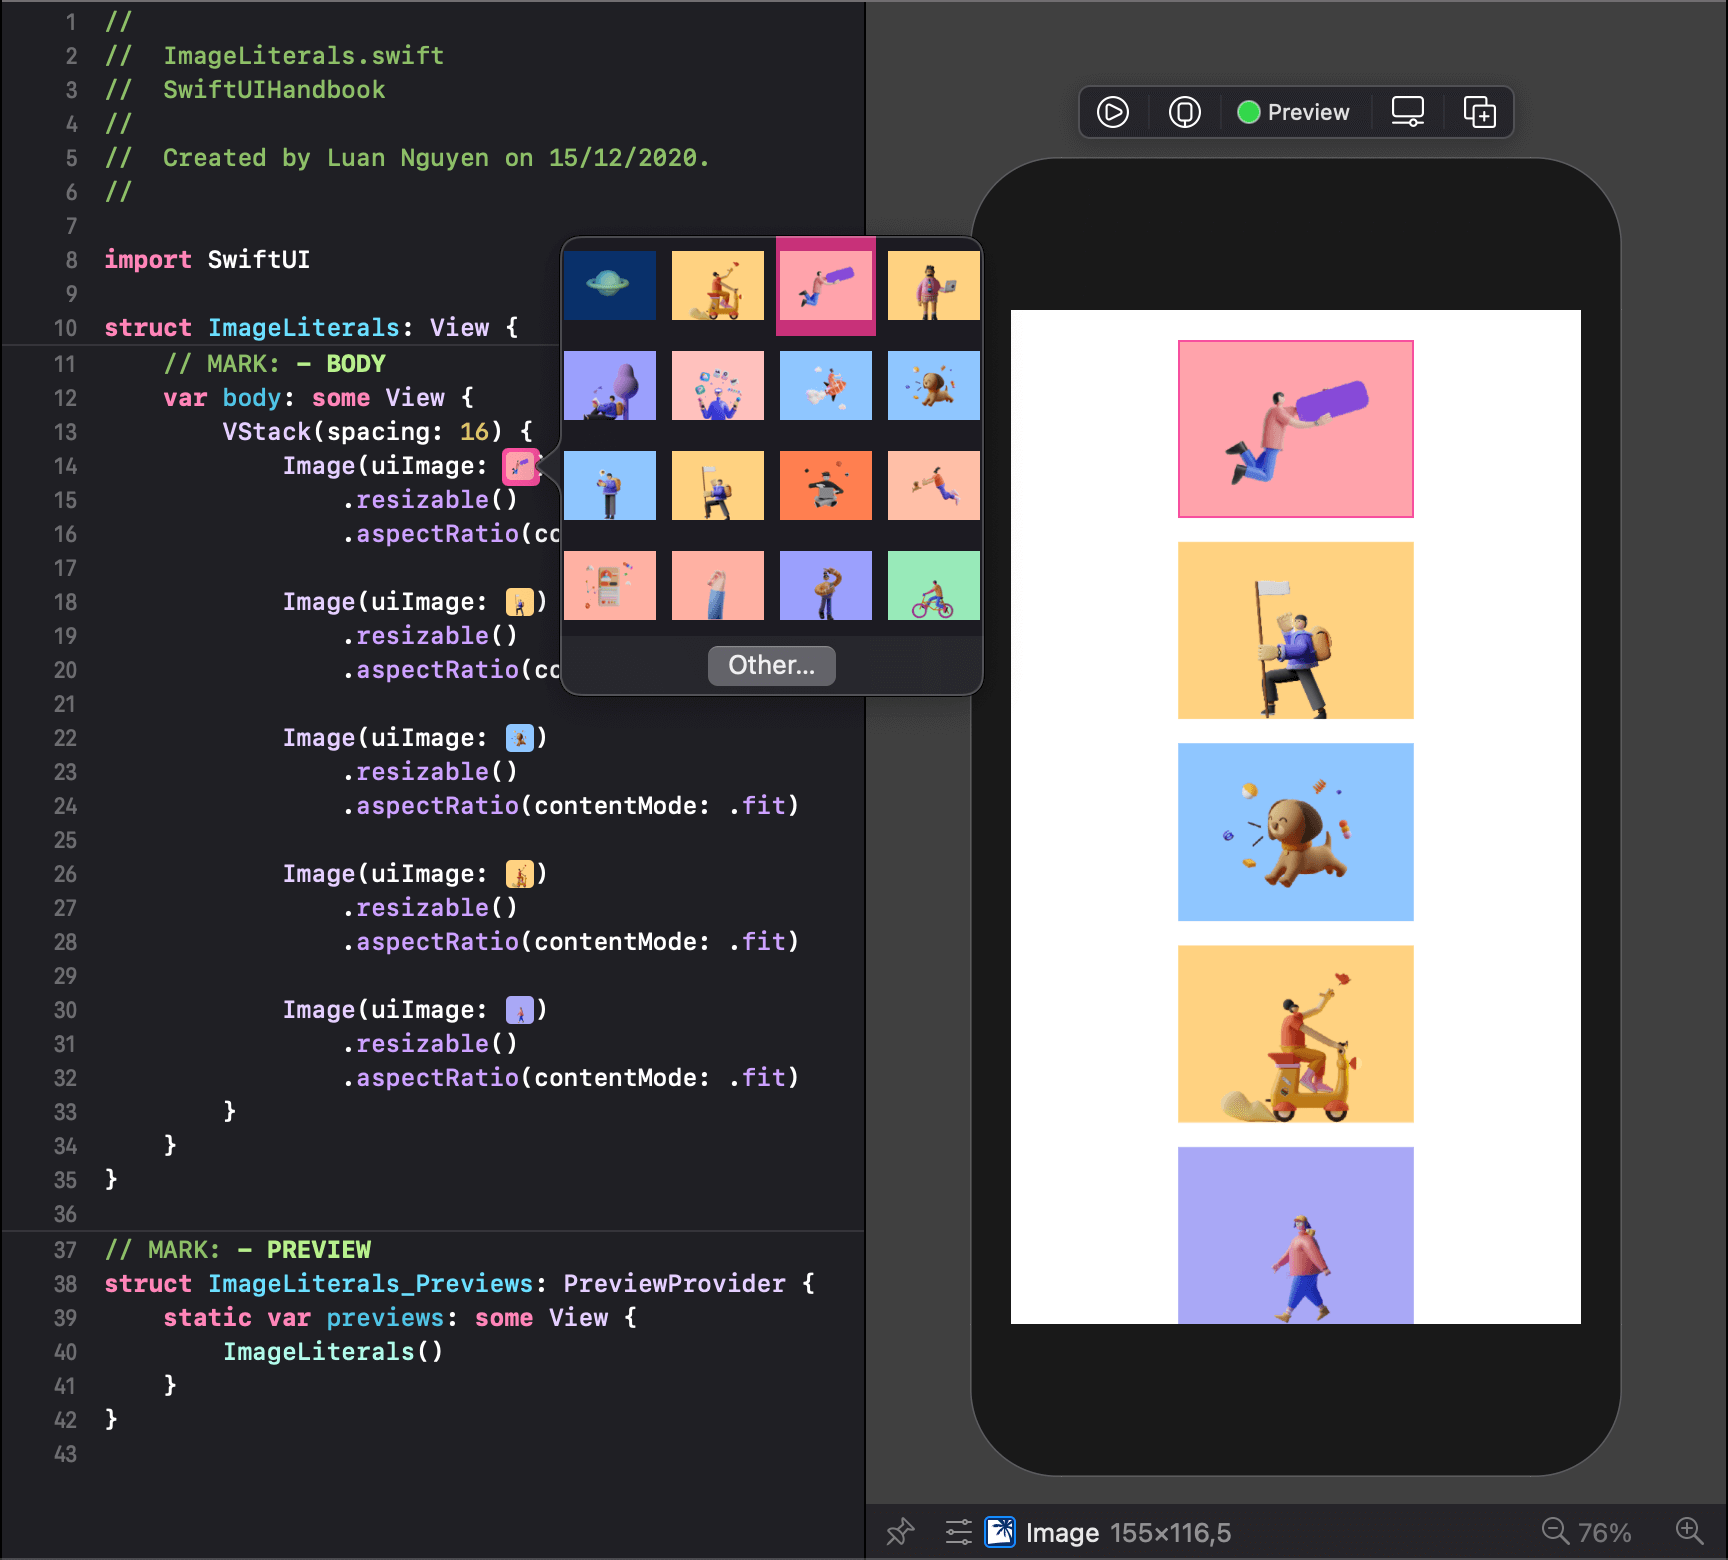 1 //
2 // ImageLiterals.swift
3 // SwiftUIHandbook
4 //
5 // Created by Luan Nguyen on 15/12/2020.
6 //
7
8 import SwiftUI
9
10 struct ImageLiterals: View {
11 // MARK: - BODY
12 var body: some View {
13 VStack(spacing: 16) {
14 Image(uiImage:
15 .resizable()
16 .aspectRatio(co
17
18 Image(uiImage: )
19 .resizable()
20 .aspectRatio(co
21
22 Image(uiImage: )
23 .resizable()
24 .aspectRatio(contentMode: .fit)
25
26 Image(uiImage: )
27 .resizable()
28 .aspectRatio(contentMode: .fit)
29
30 Image(uiImage: )
31 .resizable()
32 .aspectRatio(contentMode: .fit)
33 }
34 }
35 }
36
37 // MARK: - PREVIEW
38 struct ImageLiterals_Previews: PreviewProvider {
39 static var previews: some View {
40 ImageLiterals()
41 }
42 }
43
Other...
Preview
Image 155×116,5
76%